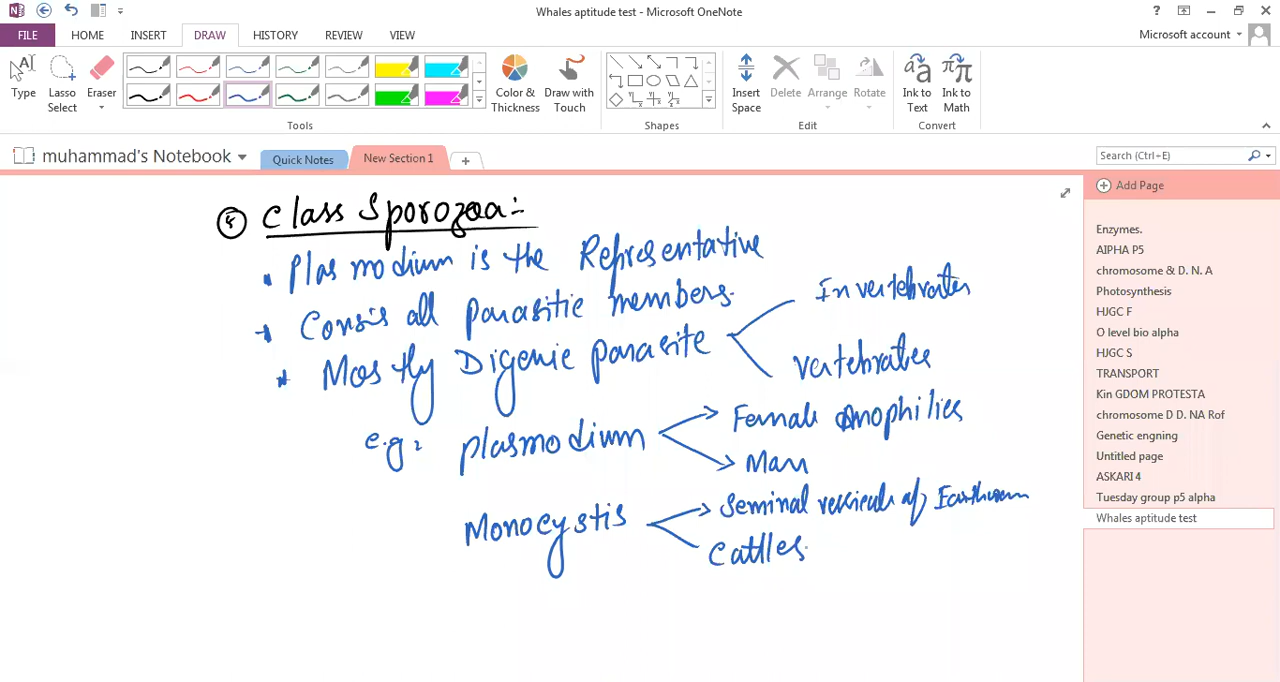 Whales aptitude test - Microsoft OneNote
FILE HOME INSERT DRAW HISTORY REVIEW VIEW
Microsoft account
Type
Lasso Select
Eraser
Color & Thickness
Draw with Touch
Insert Space
Delete
Arrange
Rotate
Ink to Text
Ink to Math
Tools
Shapes
Edit
Convert
muhammad's Notebook
Quick Notes
New Section 1
Search (Ctrl+E)
Add Page
5 Class Sporozoa:-
Plasmodium is the Representative
Consis all Parasitic members.
Mostly Digenic parasite
Invertebrates
vertebrates
e.g: plasmodium
Female Anophilies
Man
Monocystis
Seminal of Earthworm
Cattles
Enzymes.
AlPHA P5
chromosome & D. N. A
Photosynthesis
HJGC F
O level bio alpha
HJGC S
TRANSPORT
Kin GDOM PROTESTA
chromosome D D. NA Rof
Genetic engning
Untitled page
ASKARI 4
Tuesday group p5 alpha
Whales aptitude test